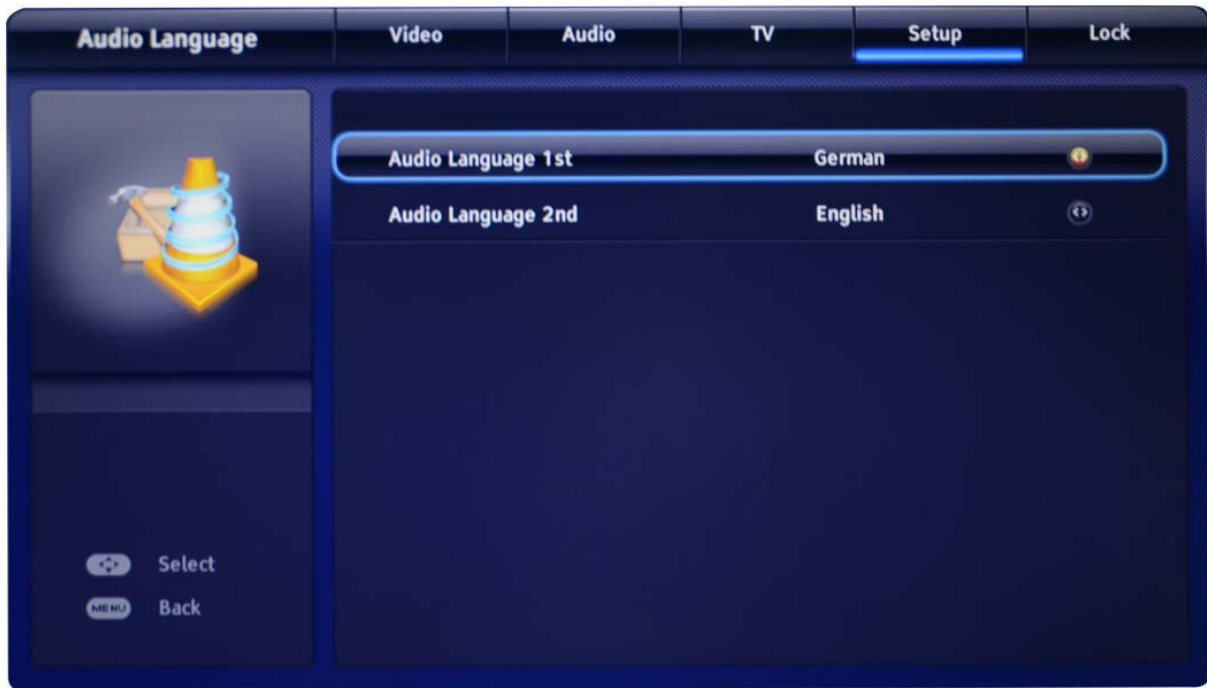 Audio Language Video Audio TV Setup Lock
Audio Language 1st German
Audio Language 2nd English
Select
MENU Back